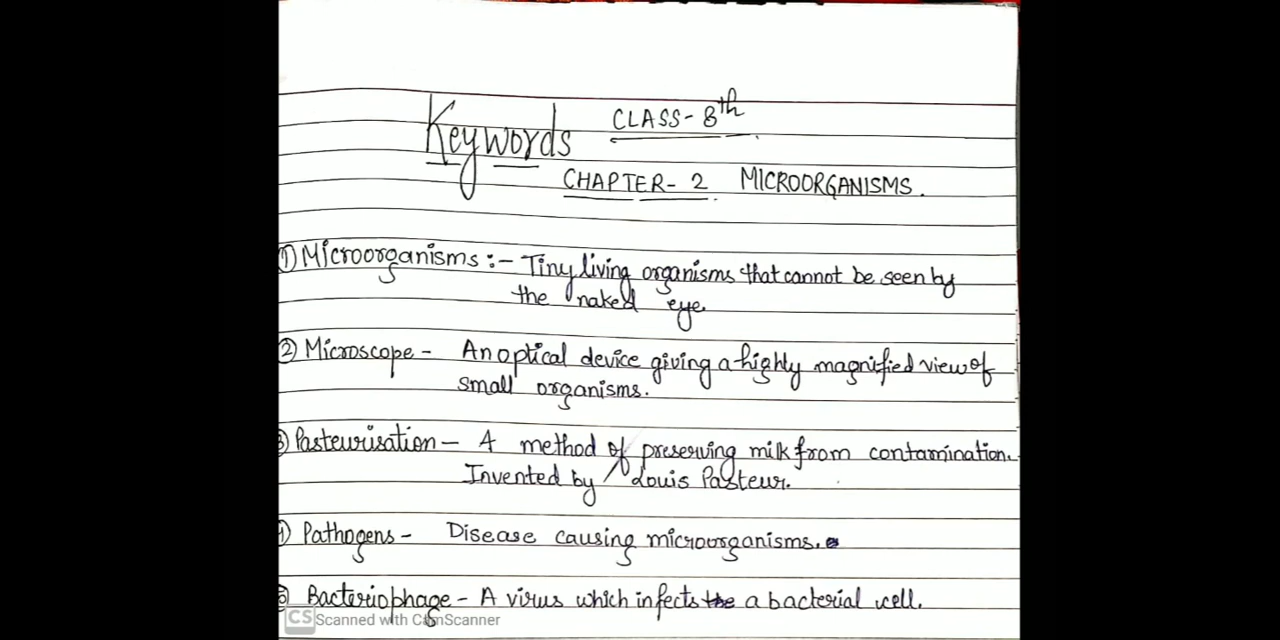 Keywords CLASS- 8th
CHAPTER- 2 MICROORGANISMS.
① Microorganisms :- Tiny living organisms that cannot be seen by
the naked eye.
② Microscope - An optical device giving a highly magnified view of
small organisms.
③ Pasteurisation - A method of preserving milk from contamination.
Invented by Louis Pasteur.
④ Pathogens - Disease causing microorganisms.
⑤ Bacteriophage - A virus which infects the a bacterial cell.
CS Scanned with CamScanner